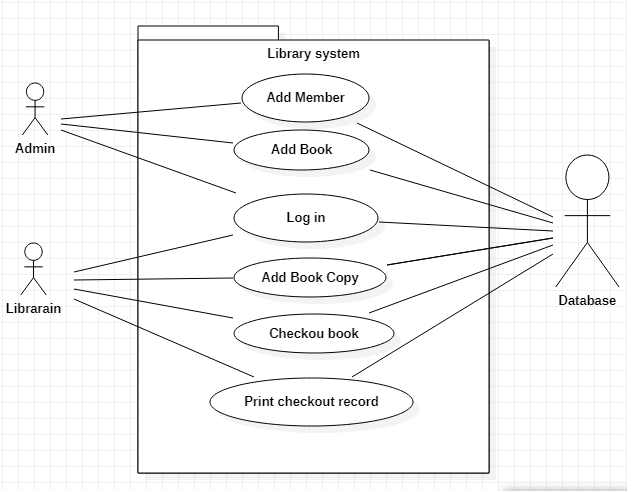 Library system
Add Member
Admin
Add Book
Log in
Librarain
Add Book Copy
Database
Checkou book
Print checkout record